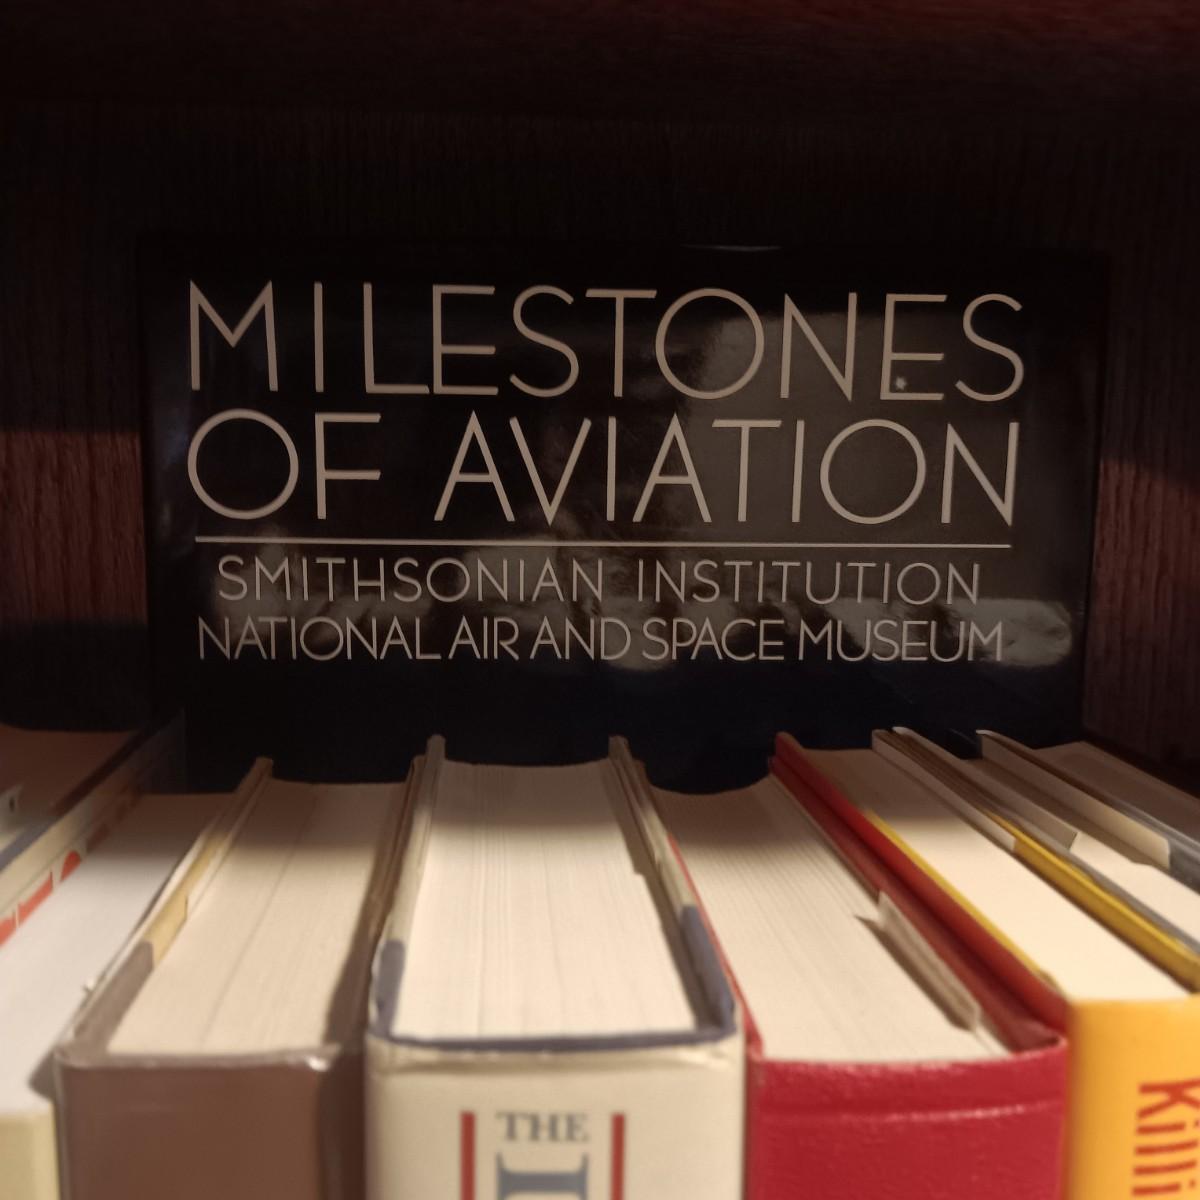 MILESTONES
OF AVIATION
SMITHSONIAN INSTITUTION
NATIONAL AIR AND SPACE MUSEUM
THE